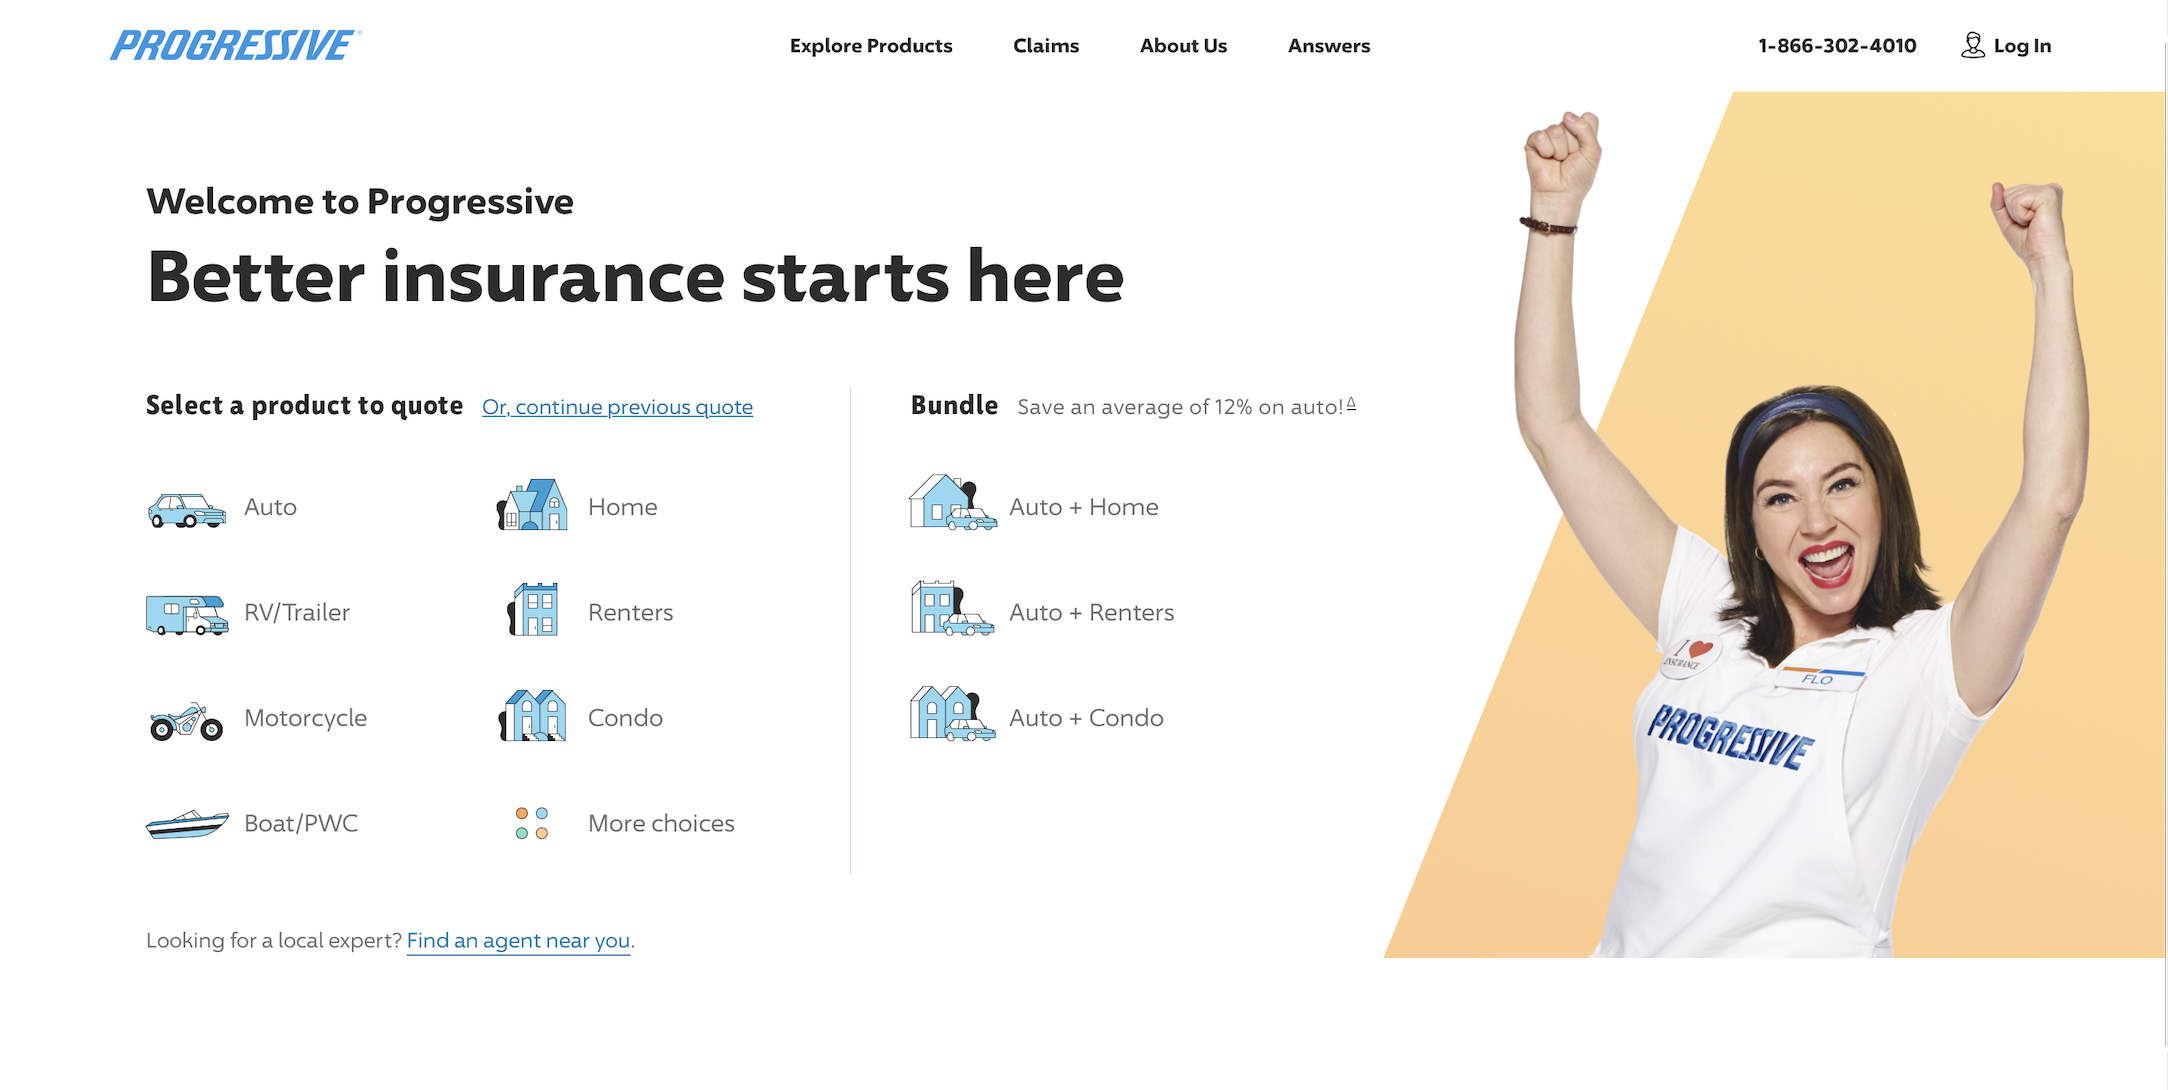 PROGRESSIVE
Explore Products
Claims
About Us
Answers
1-866-302-4010
Log In
Welcome to Progressive
Better insurance starts here
Select a product to quote
Or, continue previous quote
Auto
Home
RV/Trailer
Renters
Motorcycle
Condo
Boat/PWC
More choices
Bundle
Save an average of 12% on auto!Δ
Auto + Home
Auto + Renters
Auto + Condo
Looking for a local expert? Find an agent near you.
I
INSURANCE
FLO
PROGRESSIVE